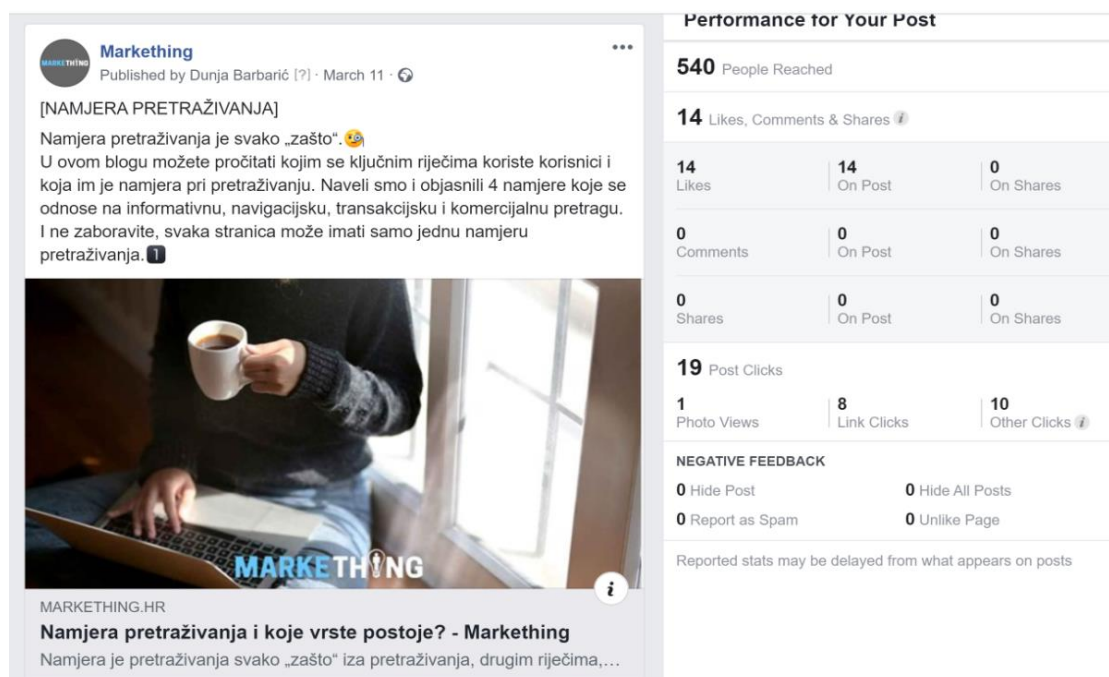 MARKETHING
Markething
Published by Dunja Barbarić [?] · March 11 ·
[NAMJERA PRETRAŽIVANJA]
Namjera pretraživanja je svako „zašto“.
U ovom blogu možete pročitati kojim se ključnim riječima koriste korisnici i
koja im je namjera pri pretraživanju. Naveli smo i objasnili 4 namjere koje se
odnose na informativnu, navigacijsku, transakcijsku i komercijalnu pretragu.
I ne zaboravite, svaka stranica može imati samo jednu namjeru
pretraživanja. 1
MARKETHING
MARKETHING.HR
Namjera pretraživanja i koje vrste postoje? - Markething
Namjera je pretraživanja svako „zašto“ iza pretraživanja, drugim riječima,…
Performance for Your Post
540 People Reached
14 Likes, Comments & Shares
14 14 0
Likes On Post On Shares
0 0 0
Comments On Post On Shares
0 0 0
Shares On Post On Shares
19 Post Clicks
1 8 10
Photo Views Link Clicks Other Clicks
NEGATIVE FEEDBACK
0 Hide Post 0 Hide All Posts
0 Report as Spam 0 Unlike Page
Reported stats may be delayed from what appears on posts